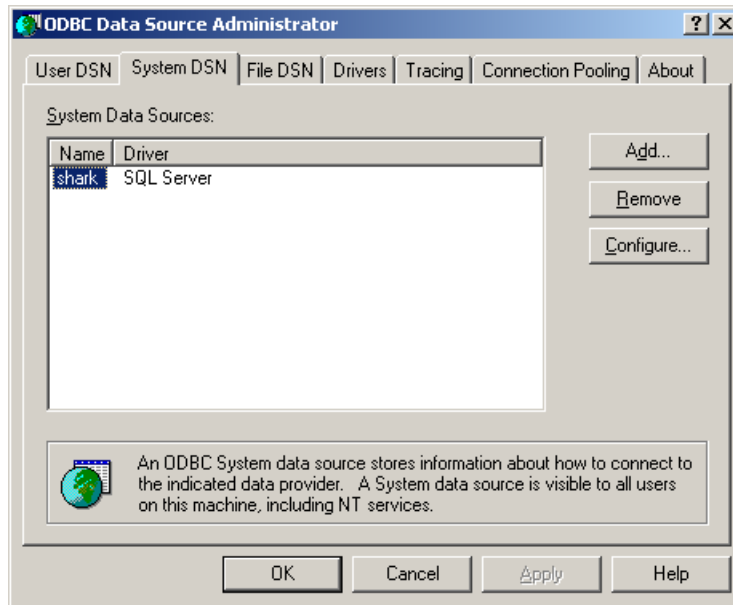 ODBC Data Source Administrator
User DSN System DSN File DSN Drivers Tracing Connection Pooling About
System Data Sources:
Name Driver
shark SQL Server
Add...
Remove
Configure...
An ODBC System data source stores information about how to connect to
the indicated data provider. A System data source is visible to all users
on this machine, including NT services.
OK Cancel Apply Help